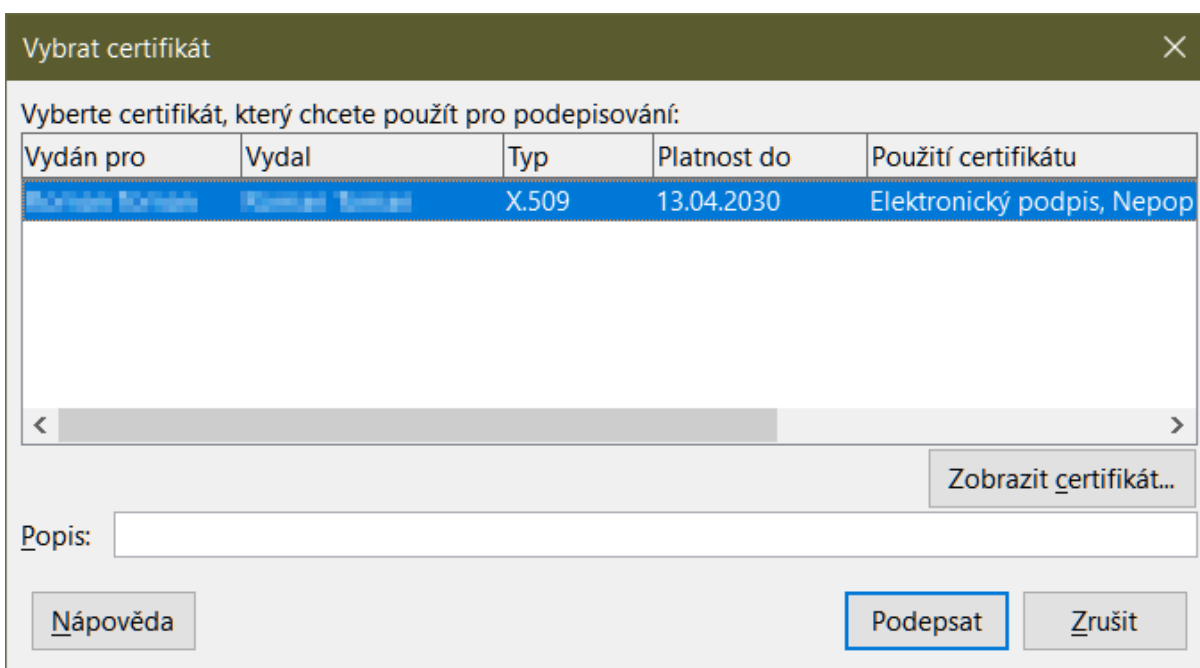 Vybrat certifikát
Vyberte certifikát, který chcete použít pro podepisování:
Vydán pro Vydal Typ Platnost do Použití certifikátu
X.509 13.04.2030 Elektronický podpis, Nepop
Zobrazit certifikát...
Popis:
Nápověda Podepsat Zrušit